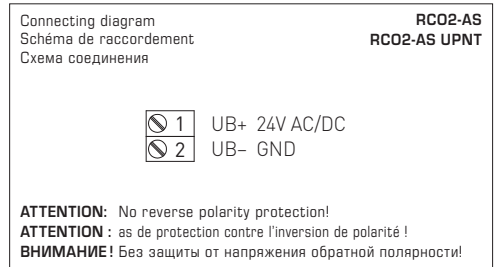 Connecting diagram
Schéma de raccordement
Схема соединения
RCO2-AS
RCO2-AS UPNT
1 UB+ 24V AC/DC
2 UB– GND
ATTENTION: No reverse polarity protection!
ATTENTION : as de protection contre l'inversion de polarité !
ВНИМАНИЕ! Без защиты от напряжения обратной полярности!